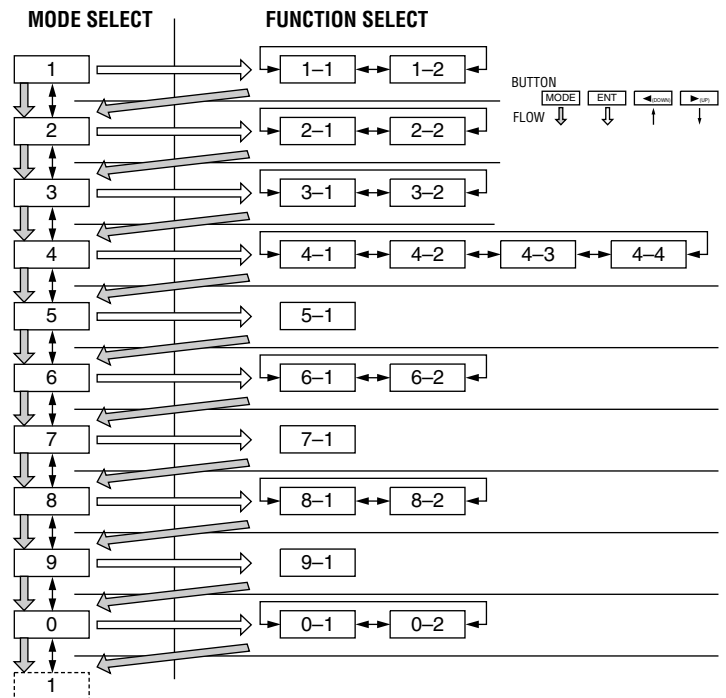 MODE SELECT FUNCTION SELECT
1 1–1 1–2
BUTTON MODE ENT ◄(DOWN) ►(UP)
FLOW
2 2–1 2–2
3 3–1 3–2
4 4–1 4–2 4–3 4–4
5 5–1
6 6–1 6–2
7 7–1
8 8–1 8–2
9 9–1
0 0–1 0–2
1